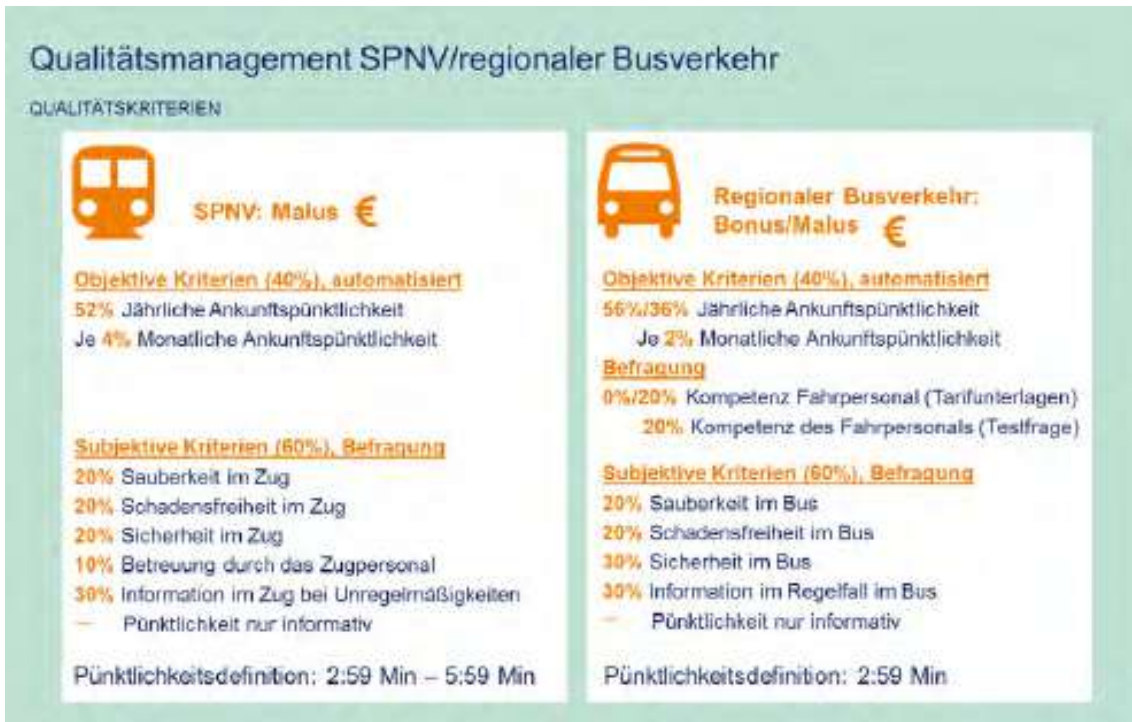 Qualitätsmanagement SPNV/regionaler Busverkehr
QUALITÄTSKRITERIEN
SPNV: Malus €
Objektive Kriterien (40%), automatisiert
52% Jährliche Ankunftspünktlichkeit
Je 4% Monatliche Ankunftspünktlichkeit
Subjektive Kriterien (60%), Befragung
20% Sauberkeit im Zug
20% Schadensfreiheit im Zug
20% Sicherheit im Zug
10% Betreuung durch das Zugpersonal
30% Information im Zug bei Unregelmäßigkeiten
– Pünktlichkeit nur informativ
Pünktlichkeitsdefinition: 2:59 Min – 5:59 Min
Regionaler Busverkehr:
Bonus/Malus €
Objektive Kriterien (40%), automatisiert
56%/36% Jährliche Ankunftspünktlichkeit
Je 2% Monatliche Ankunftspünktlichkeit
Befragung
0%/20% Kompetenz Fahrpersonal (Tarifunterlagen)
20% Kompetenz des Fahrpersonals (Testfrage)
Subjektive Kriterien (60%), Befragung
20% Sauberkeit im Bus
20% Schadensfreiheit im Bus
30% Sicherheit im Bus
30% Information im Regelfall im Bus
– Pünktlichkeit nur informativ
Pünktlichkeitsdefinition: 2:59 Min